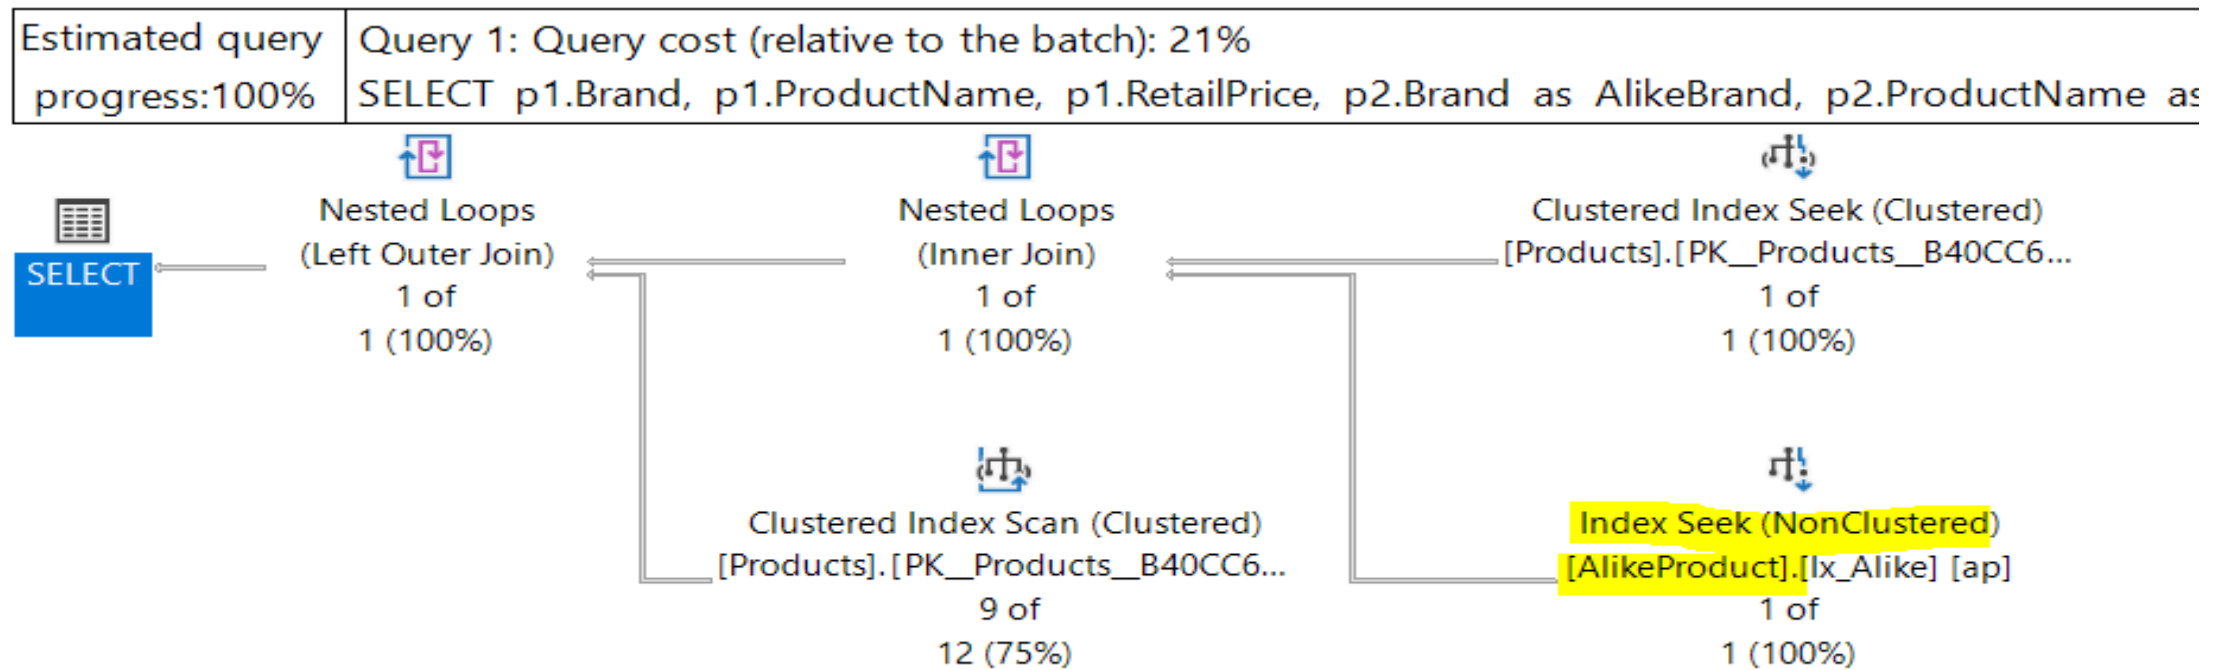 Estimated query
progress:100%
Query 1: Query cost (relative to the batch): 21%
SELECT p1.Brand, p1.ProductName, p1.RetailPrice, p2.Brand as AlikeBrand, p2.ProductName as
SELECT
Nested Loops
(Left Outer Join)
1 of
1 (100%)
Nested Loops
(Inner Join)
1 of
1 (100%)
Clustered Index Seek (Clustered)
[Products].[PK__Products__B40CC6...
1 of
1 (100%)
Clustered Index Scan (Clustered)
[Products].[PK__Products__B40CC6...
9 of
12 (75%)
Index Seek (NonClustered)
[AlikeProduct].[Ix_Alike] [ap]
1 of
1 (100%)